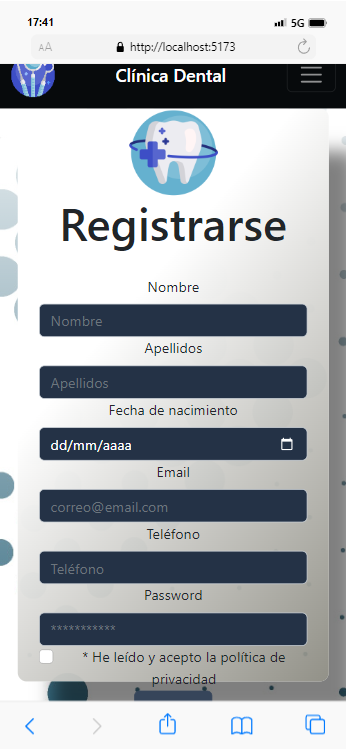 17:41
5G
AA
http://localhost:5173
Clínica Dental
Registrarse
Nombre
Nombre
Apellidos
Apellidos
Fecha de nacimiento
dd/mm/aaaa
Email
correo@email.com
Teléfono
Teléfono
Password
***********
* He leído y acepto la política de
privacidad